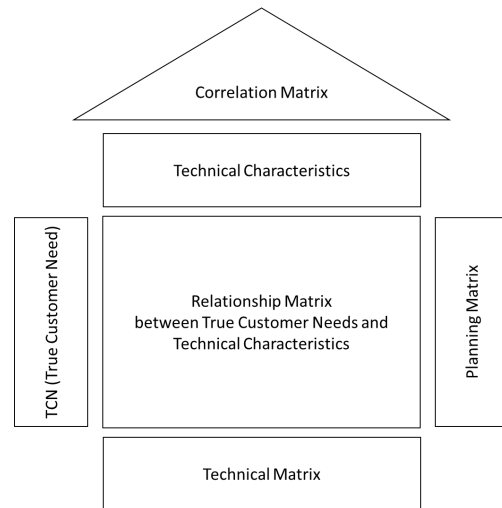 Correlation Matrix
Technical Characteristics
TCN (True Customer Need)
Relationship Matrix
between True Customer Needs and
Technical Characteristics
Planning Matrix
Technical Matrix